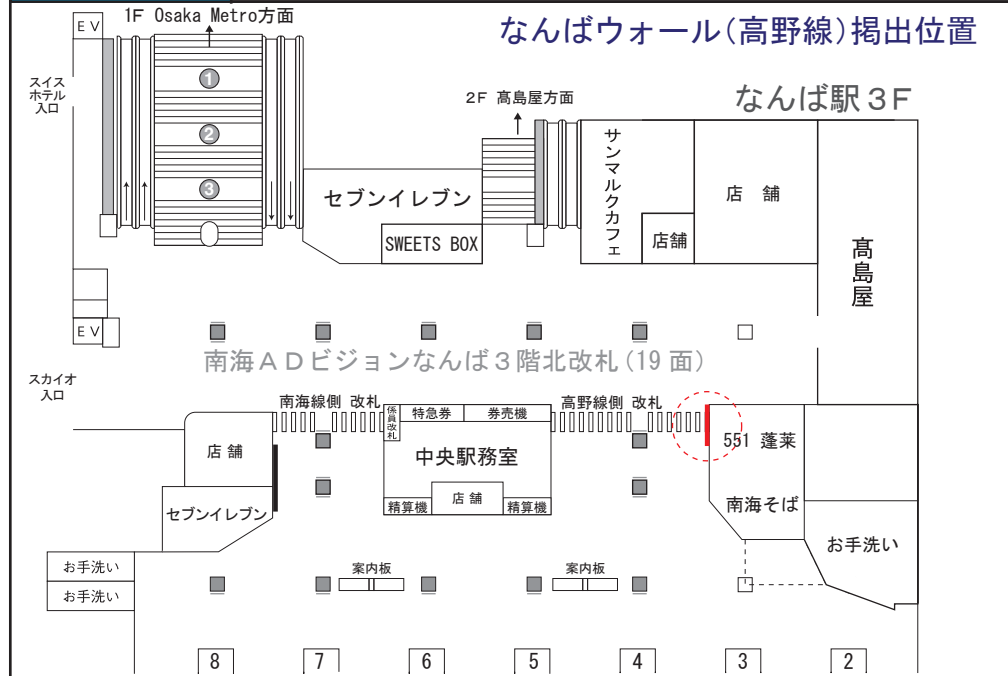 なんばウォール(高野線)掲出位置
なんば駅3F
1F Osaka Metro方面
EV
スイス
ホテル
入口
①
②
③
2F 髙島屋方面
セブンイレブン
SWEETS BOX
サンマルクカフェ
店舗
店 舗
髙島屋
EV
南海ADビジョンなんば3階北改札(19面)
スカイオ
入口
南海線側 改札
係員改札
特急券
券売機
高野線側 改札
店 舗
中央駅務室
551 蓬莱
セブンイレブン
精算機
店 舗
精算機
南海そば
お手洗い
お手洗い
お手洗い
案内板
案内板
8
7
6
5
4
3
2